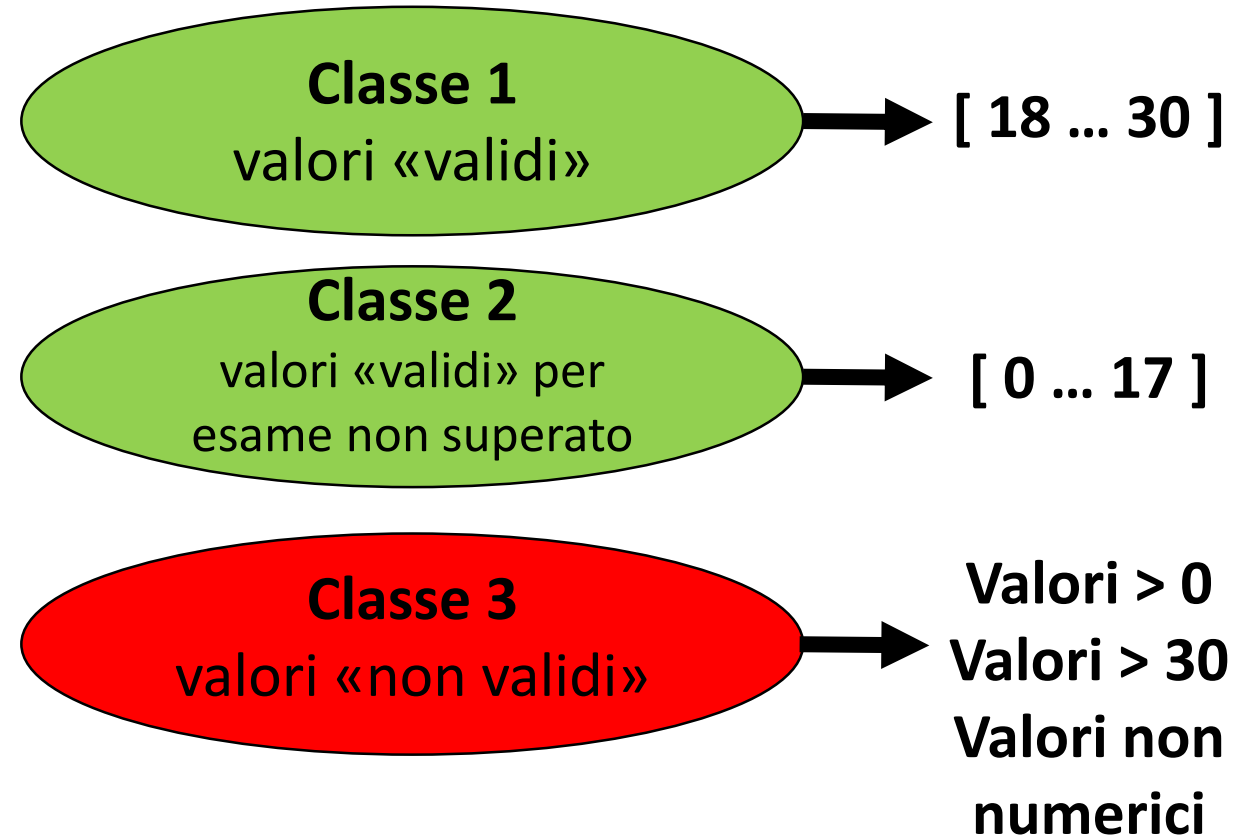 Classe 1
valori «validi»
[ 18 ... 30 ]
Classe 2
valori «validi» per
esame non superato
[ 0 ... 17 ]
Classe 3
valori «non validi»
Valori > 0
Valori > 30
Valori non
numerici